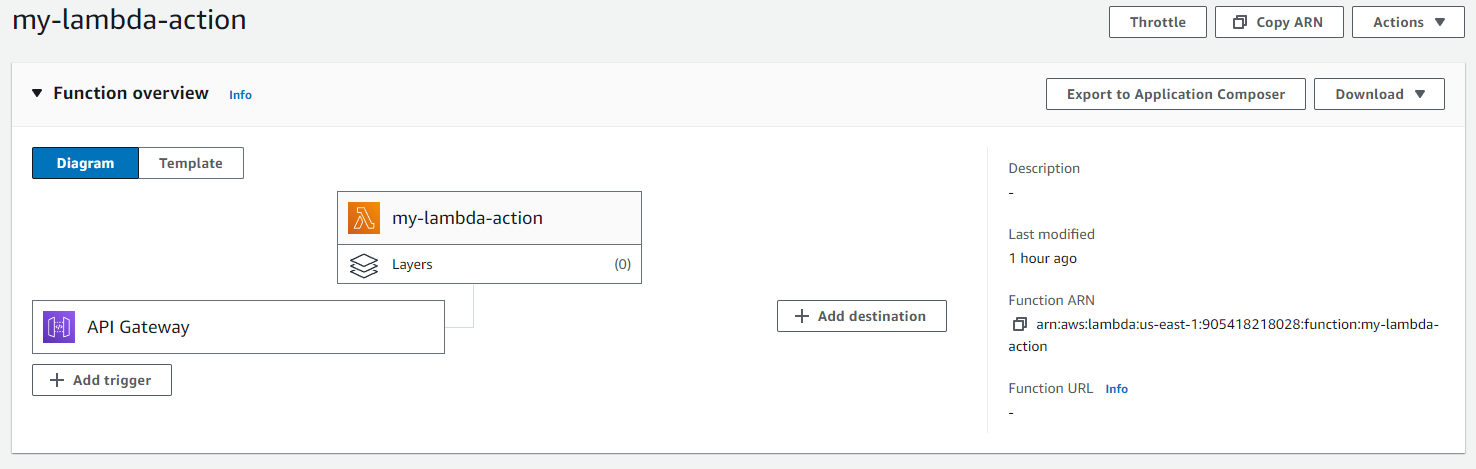 my-lambda-action
Throttle
Copy ARN
Actions
Function overview
Info
Export to Application Composer
Download
Diagram
Template
my-lambda-action
Layers
(0)
API Gateway
Add trigger
Add destination
Description
-
Last modified
1 hour ago
Function ARN
arn:aws:lambda:us-east-1:905418218028:function:my-lambda-
action
Function URL
Info
-